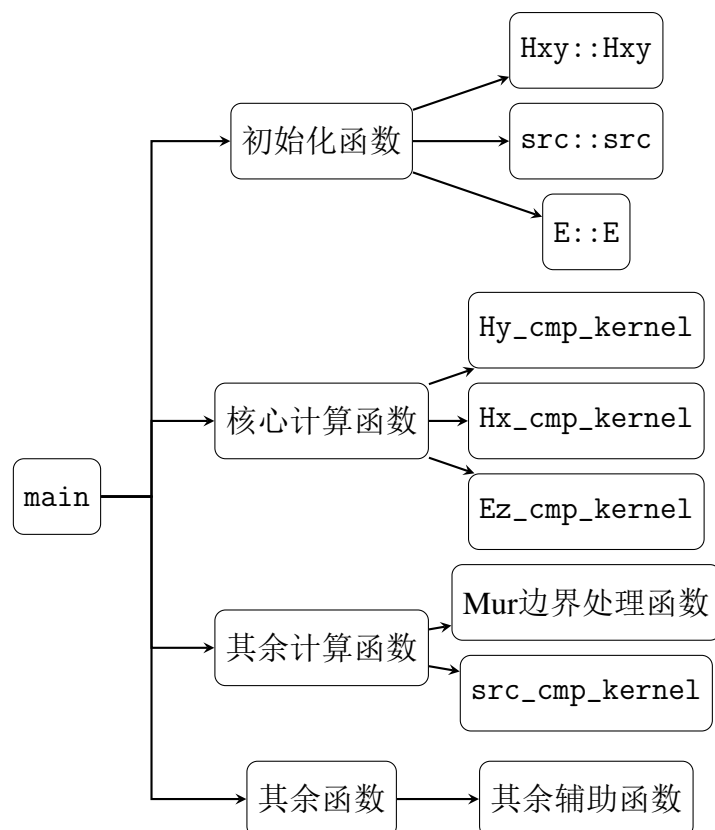 main
初始化函数
Hxy::Hxy
src::src
E::E
核心计算函数
Hy_cmp_kernel
Hx_cmp_kernel
Ez_cmp_kernel
其余计算函数
Mur边界处理函数
src_cmp_kernel
其余函数
其余辅助函数